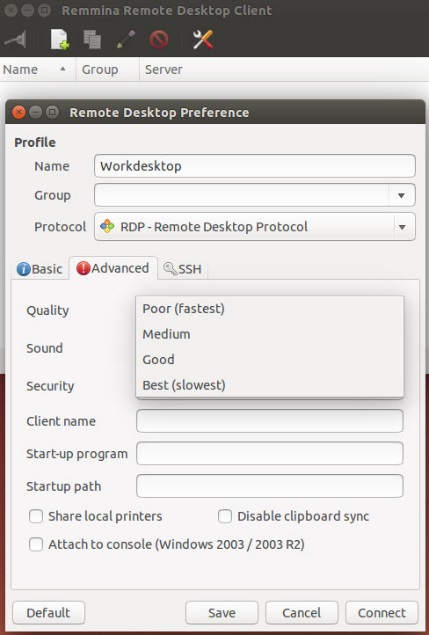 Remmina Remote Desktop Client
Name Group Server
Remote Desktop Preference
Profile
Name Workdesktop
Group
Protocol RDP - Remote Desktop Protocol
Basic Advanced SSH
Quality
Poor (fastest)
Medium
Sound
Good
Security
Best (slowest)
Client name
Start-up program
Startup path
Share local printers Disable clipboard sync
Attach to console (Windows 2003 / 2003 R2)
Default Save Cancel Connect